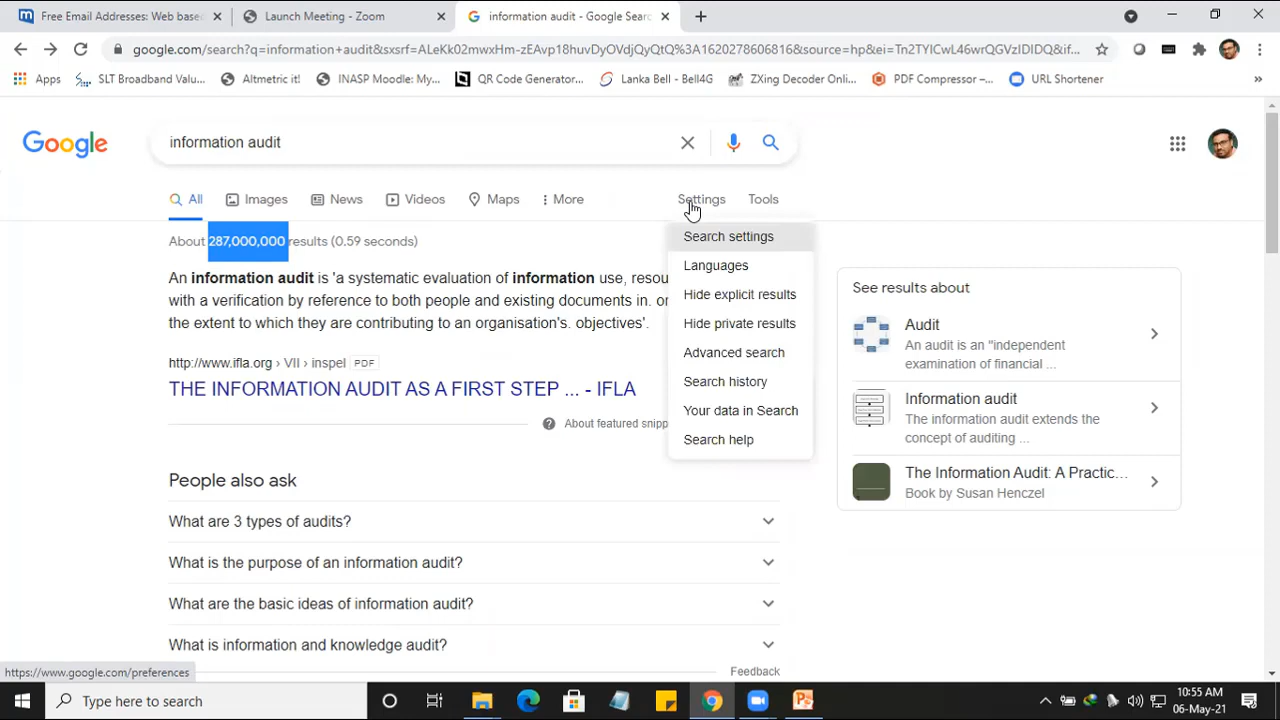 Free Email Addresses: Web base
Launch Meeting - Zoom
information audit - Google Searc
google.com/search?q=information+audit&sxsrf=ALeKk02mwxHm-zEAvp18huvDyOVdjQyQtQ%3A1620278606816&source=hp&ei=Tn2TYICwL46wrQGVzIDIDQ&if...
Apps
SLT Broadband Valu...
Altmetric it!
INASP Moodle: My...
QR Code Generator...
Lanka Bell - Bell4G
ZXing Decoder Onli...
PDF Compressor –...
URL Shortener
»
Google
information audit
All
Images
News
Videos
Maps
More
Settings
Tools
About 287,000,000 results (0.59 seconds)
Search settings
Languages
Hide explicit results
Hide private results
Advanced search
Search history
Your data in Search
Search help
An information audit is 'a systematic evaluation of information use, resou
with a verification by reference to both people and existing documents in. or
the extent to which they are contributing to an organisation's. objectives'.
http://www.ifla.org › VII › inspel PDF
THE INFORMATION AUDIT AS A FIRST STEP ... - IFLA
About featured snipp
People also ask
What are 3 types of audits?
What is the purpose of an information audit?
What are the basic ideas of information audit?
What is information and knowledge audit?
Feedback
See results about
Audit
An audit is an "independent
examination of financial ...
Information audit
The information audit extends the
concept of auditing ...
The Information Audit: A Practic...
Book by Susan Henczel
https://www.google.com/preferences
Type here to search
10:55 AM
06-May-21